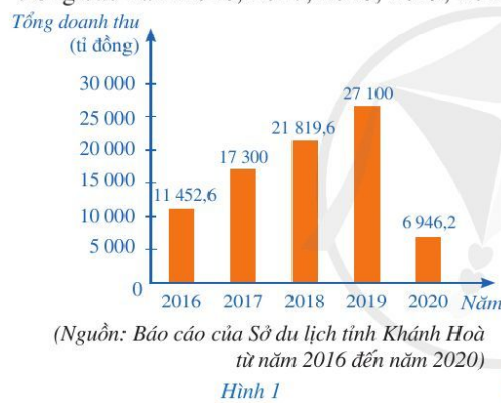 Tổng doanh thu
(tỉ đồng)
30 000
25 000
20 000
15 000
10 000
5 000
0
11 452,6
17 300
21 819,6
27 100
6 946,2
2016 2017 2018 2019 2020 Năm
(Nguồn: Báo cáo của Sở du lịch tỉnh Khánh Hoà
từ năm 2016 đến năm 2020)
Hình 1